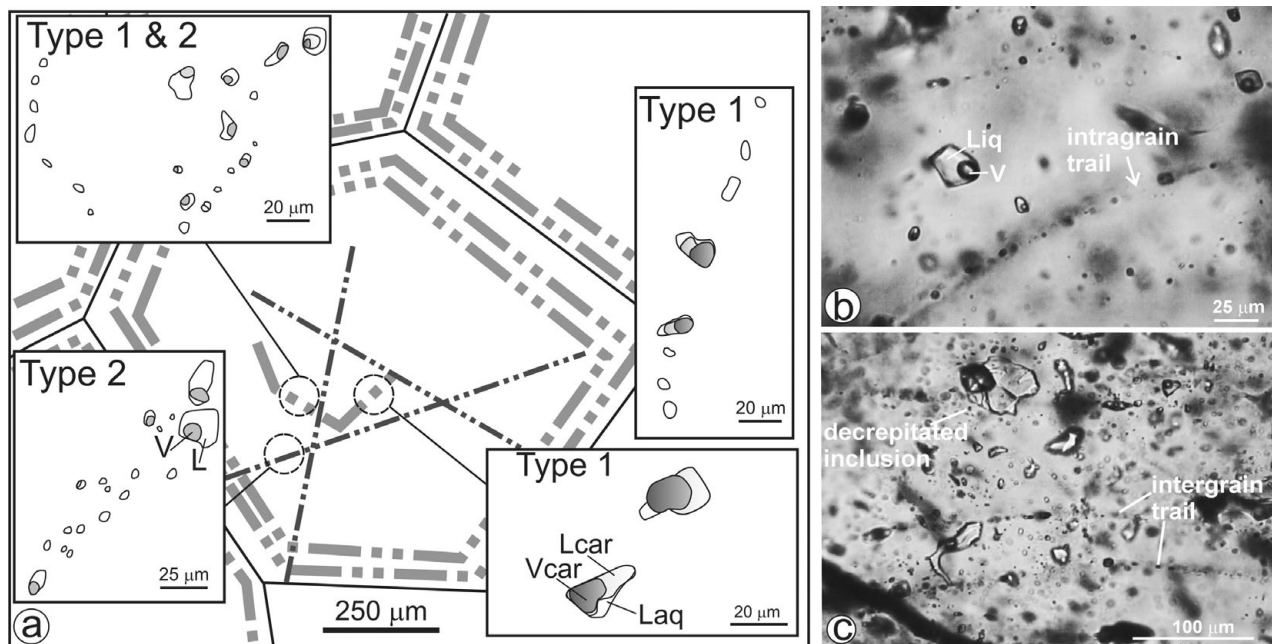 Type 1 & 2
20 µm
Type 1
20 µm
Type 2
V
L
25 µm
Type 1
Lcar
Vcar
Laq
20 µm
250 µm
a
Liq
V
intragrain
trail
b
25 µm
decrepitated
inclusion
intergrain
trail
c
100 µm